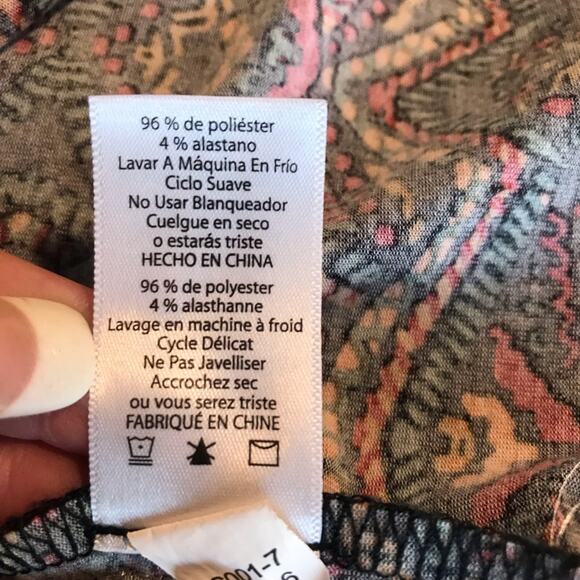 96 % de poliéster
4 % alastano
Lavar A Máquina En Frío
Ciclo Suave
No Usar Blanqueador
Cuelgue en seco
o estarás triste
HECHO EN CHINA
96 % de polyester
4 % alasthanne
Lavage en machine à froid
Cycle Délicat
Ne Pas Javelliser
Accrochez sec
ou vous serez triste
FABRIQUÉ EN CHINE
001-7